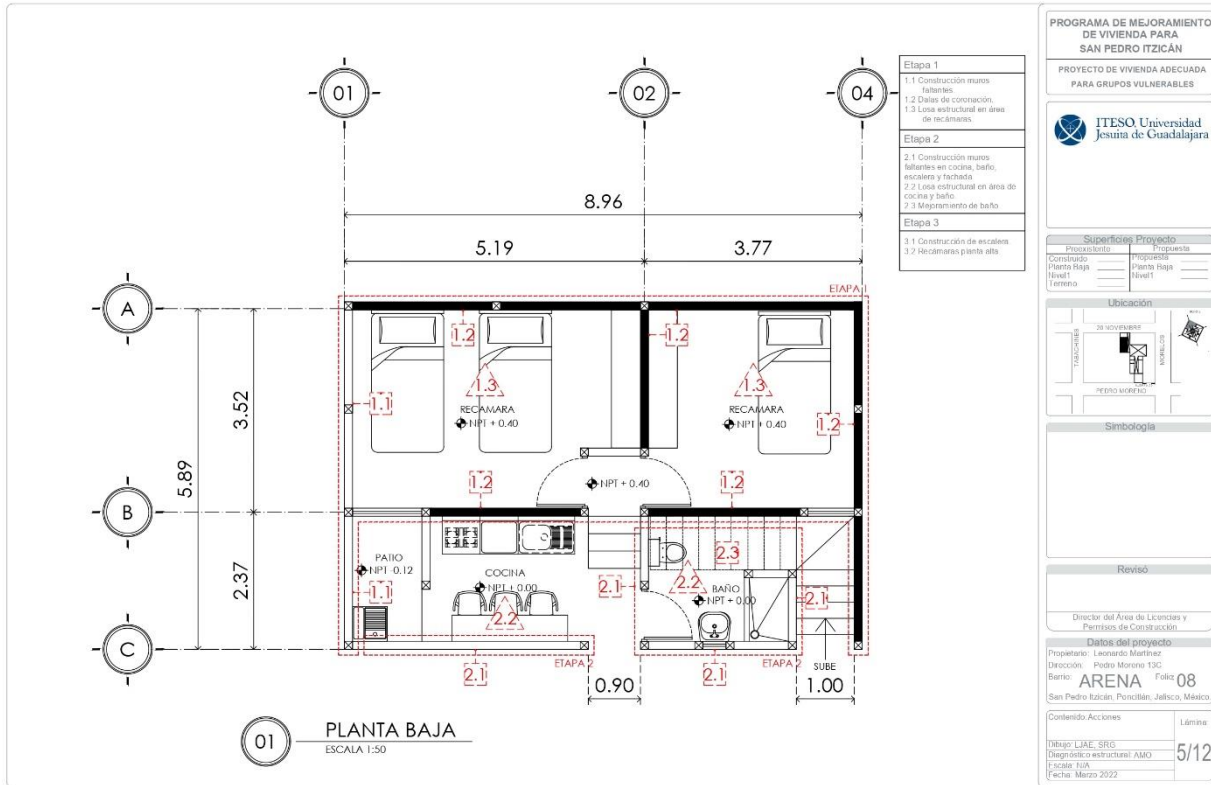 01
02
04
8.96
5.19
3.77
A
B
C
3.52
5.89
2.37
ETAPA 1
1.2
1.2
1.3
1.3
1.1
RECAMARA
NPT + 0.40
RECAMARA
NPT + 0.40
1.2
1.2
NPT + 0.40
1.2
PATIO
NPT -0.12
COCINA
NPT + 0.00
2.3
2.2
BAÑO
NPT + 0.00
1.1
2.2
2.1
2.1
ETAPA 2
ETAPA 2
2.1
2.1
SUBE
0.90
1.00
01
PLANTA BAJA
ESCALA 1:50
Etapa 1
1.1 Construcción muros
faltantes
1.2 Dalas de coronación.
1.3 Losa estructural en área
de recámaras
Etapa 2
2.1 Construcción muros
faltantes en cocina, baño,
escalera y fachada
2.2 Losa estructural en área de
cocina y baño
2.3 Mejoramiento de baño
Etapa 3
3.1 Construcción de escalera
3.2 Recámaras planta alta
PROGRAMA DE MEJORAMIENTO
DE VIVIENDA PARA
SAN PEDRO ITZICÁN
PROYECTO DE VIVIENDA ADECUADA
PARA GRUPOS VULNERABLES
ITESO, Universidad
Jesuita de Guadalajara
Superficies Proyecto
Preexistente Propuesta
Construido Propuesta
Planta Baja Planta Baja
Nivel1 Nivel1
Terreno
Ubicación
20 NOVIEMBRE
TABACHINES
MORELOS
PEDRO MORENO
Simbología
Revisó
Director del Área de Licencias y
Permisos de Construcción
Datos del proyecto
Propietario: Leonardo Martínez
Dirección: Pedro Moreno 13C
Barrio: ARENA Folio: 08
San Pedro Itzicán, Poncitlán, Jalisco, México.
Contenido: Acciones
Lámina:
Dibujo: LJAE, SRG
Diagnóstico estructural: AMO
5/12
Escala: N/A
Fecha: Marzo 2022